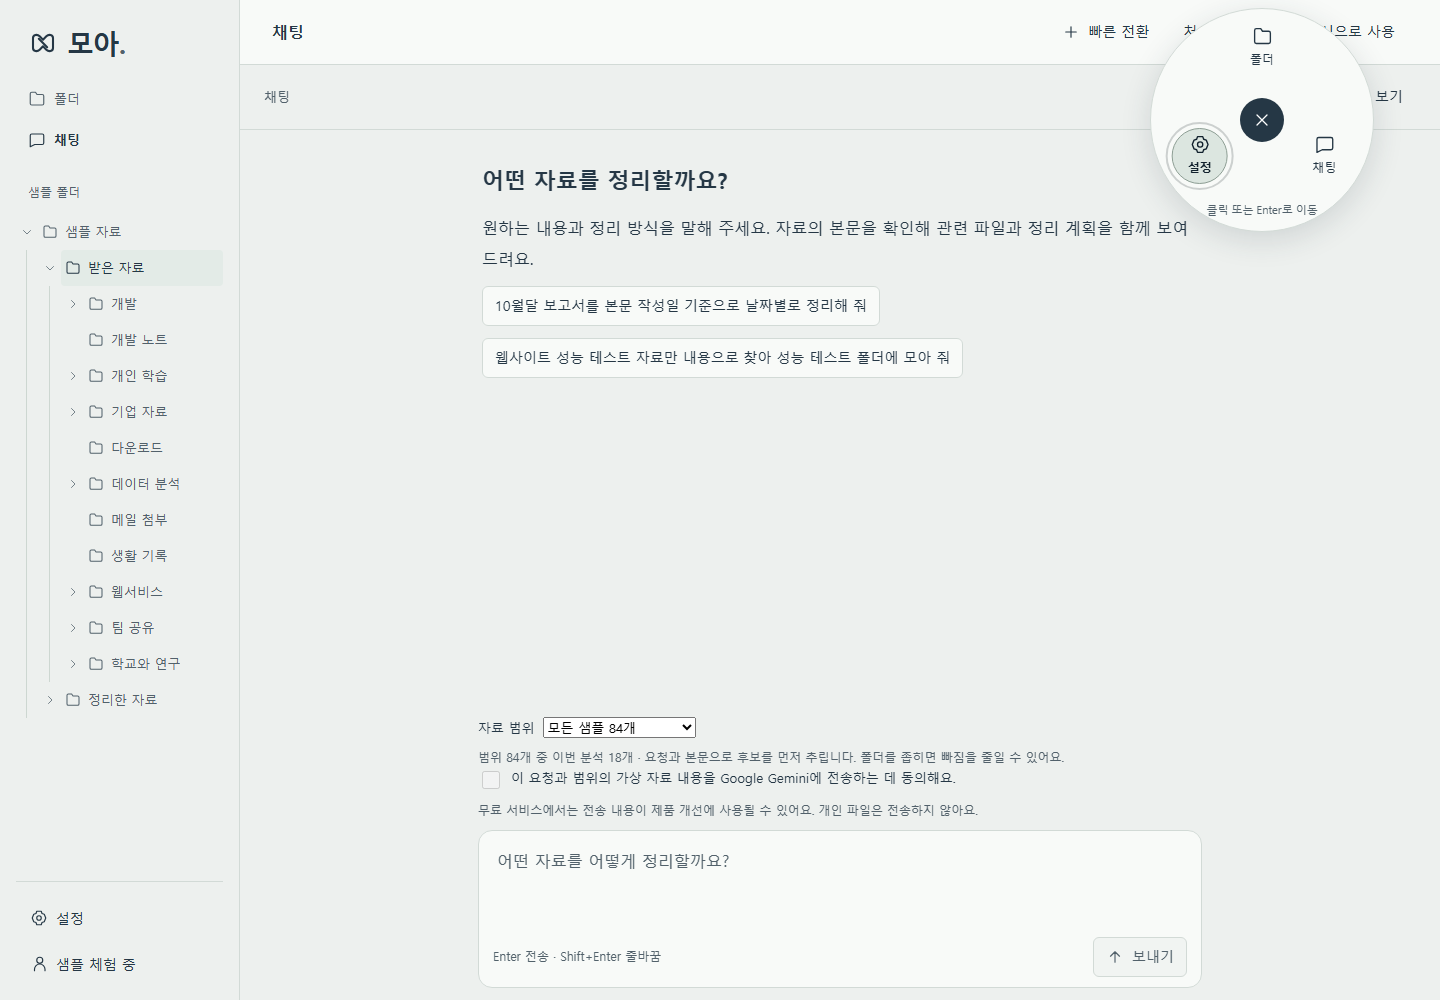 모아.
폴더
채팅
샘플 폴더
샘플 자료
받은 자료
개발
개발 노트
개인 학습
기업 자료
다운로드
데이터 분석
메일 첨부
생활 기록
웹서비스
팀 공유
학교와 연구
정리한 자료
설정
샘플 체험 중
채팅
빠른 전환
으로 사용
채팅
보기
폴더
설정
채팅
클릭 또는 Enter로 이동
어떤 자료를 정리할까요?
원하는 내용과 정리 방식을 말해 주세요. 자료의 본문을 확인해 관련 파일과 정리 계획을 함께 보여
드려요.
10월달 보고서를 본문 작성일 기준으로 날짜별로 정리해 줘
웹사이트 성능 테스트 자료만 내용으로 찾아 성능 테스트 폴더에 모아 줘
자료 범위 모든 샘플 84개
범위 84개 중 이번 분석 18개 · 요청과 본문으로 후보를 먼저 추립니다. 폴더를 좁히면 빠짐을 줄일 수 있어요.
이 요청과 범위의 가상 자료 내용을 Google Gemini에 전송하는 데 동의해요.
무료 서비스에서는 전송 내용이 제품 개선에 사용될 수 있어요. 개인 파일은 전송하지 않아요.
어떤 자료를 어떻게 정리할까요?
Enter 전송 · Shift+Enter 줄바꿈
보내기